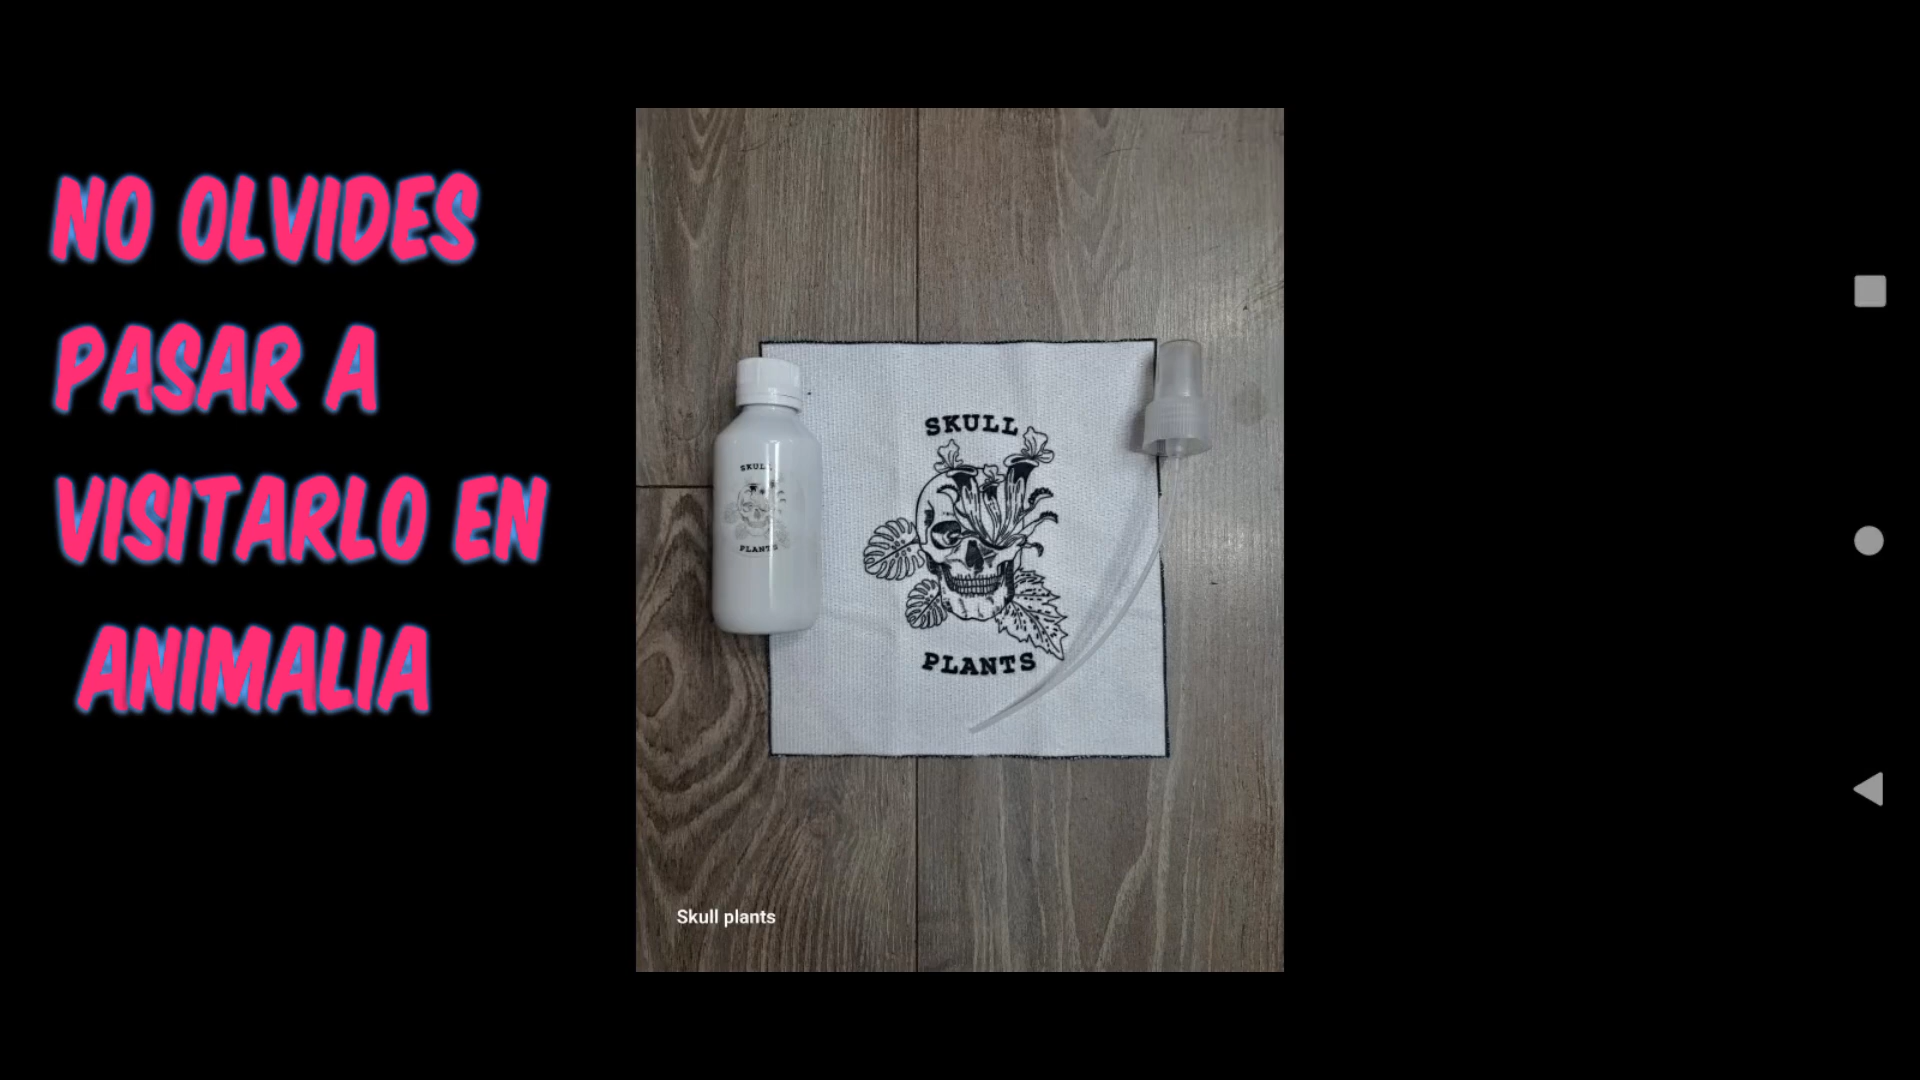 NO OLVIDES
PASAR A
VISITARLO EN
ANIMALIA
SKULL
PLANTS
SKULL
PLANTS
Skull plants